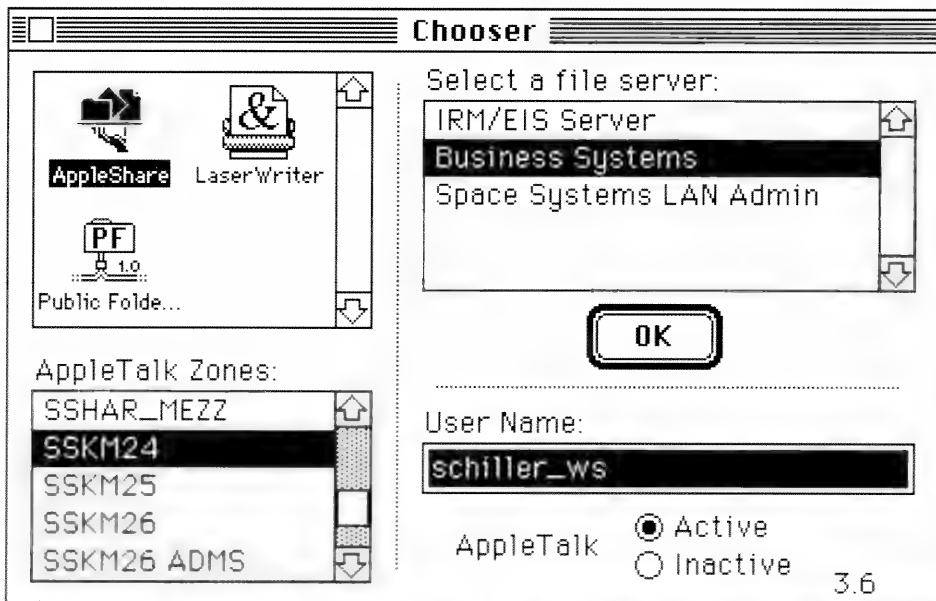 Chooser
AppleShare
LaserWriter
PF
1.0
Public Folde...
AppleTalk Zones:
SSHAR_MEZZ
SSKM24
SSKM25
SSKM26
SSKM26 ADMS
Select a file server:
IRM/EIS Server
Business Systems
Space Systems LAN Admin
OK
User Name:
schiller_ws
AppleTalk
Active
Inactive
3.6
&